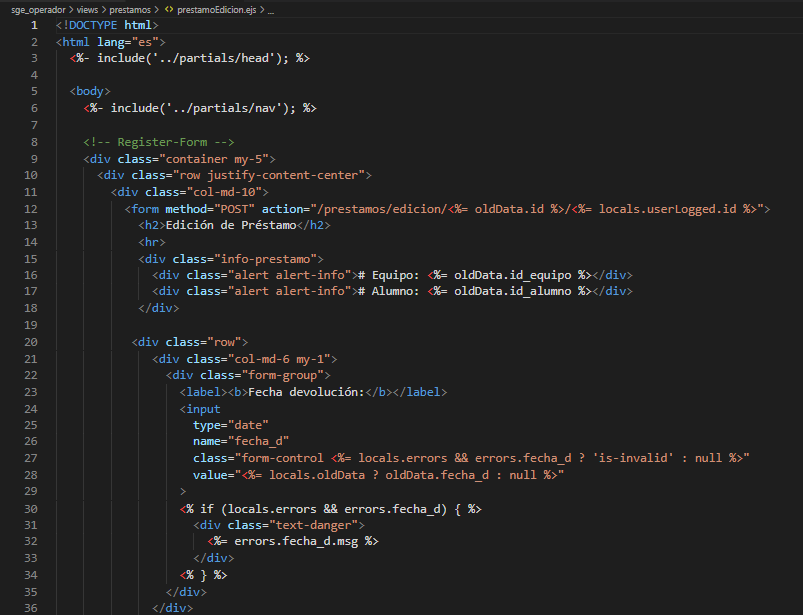 sge_operador > views > prestamos > <> prestamoEdicion.ejs > ...
1 <!DOCTYPE html>
2 <html lang="es">
3   <%- include('../partials/head'); %>
4
5   <body>
6     <%- include('../partials/nav'); %>
7
8     <!-- Register-Form -->
9     <div class="container my-5">
10       <div class="row justify-content-center">
11         <div class="col-md-10">
12           <form method="POST" action="/prestamos/edicion/<%= oldData.id %>/<%= locals.userLogged.id %>">
13             <h2>Edición de Préstamo</h2>
14             <hr>
15             <div class="info-prestamo">
16               <div class="alert alert-info"># Equipo: <%= oldData.id_equipo %></div>
17               <div class="alert alert-info"># Alumno: <%= oldData.id_alumno %></div>
18             </div>
19
20            <div class="row">
21               <div class="col-md-6 my-1">
22                 <div class="form-group">
23                   <label><b>Fecha devolución:</b></label>
24                   <input
25                     type="date"
26                     name="fecha_d"
27                     class="form-control <%= locals.errors && errors.fecha_d ? 'is-invalid' : null %>"
28                     value="<%= locals.oldData ? oldData.fecha_d : null %>"
29                   >
30                   <% if (locals.errors && errors.fecha_d) { %>
31                     <div class="text-danger">
32                       <%= errors.fecha_d.msg %>
33                     </div>
34                   <% } %>
35                 </div>
36               </div>